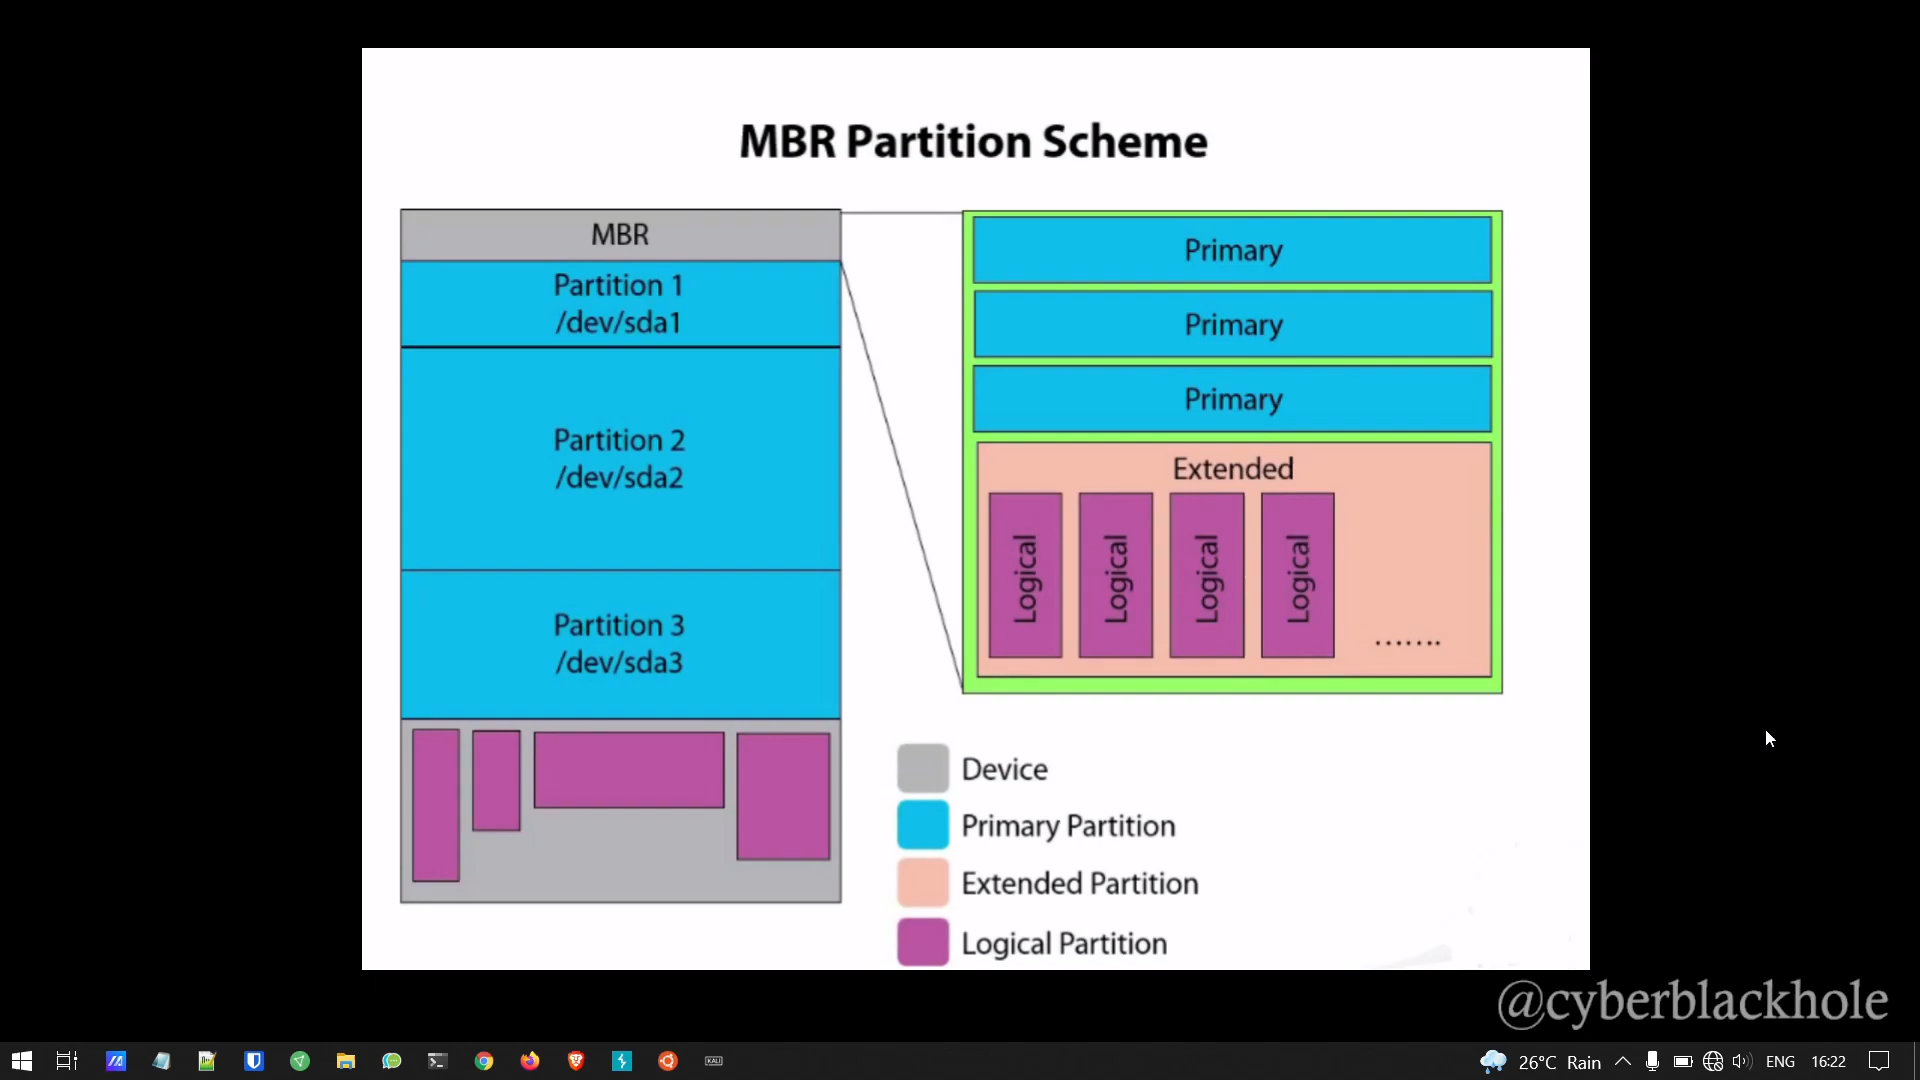 MBR Partition Scheme
MBR
Partition 1
/dev/sda1
Partition 2
/dev/sda2
Partition 3
/dev/sda3
Primary
Primary
Primary
Extended
Logical
Logical
Logical
Logical
.......
Device
Primary Partition
Extended Partition
Logical Partition
@cyberblackhole
KALI
26°C Rain
ENG
16:22